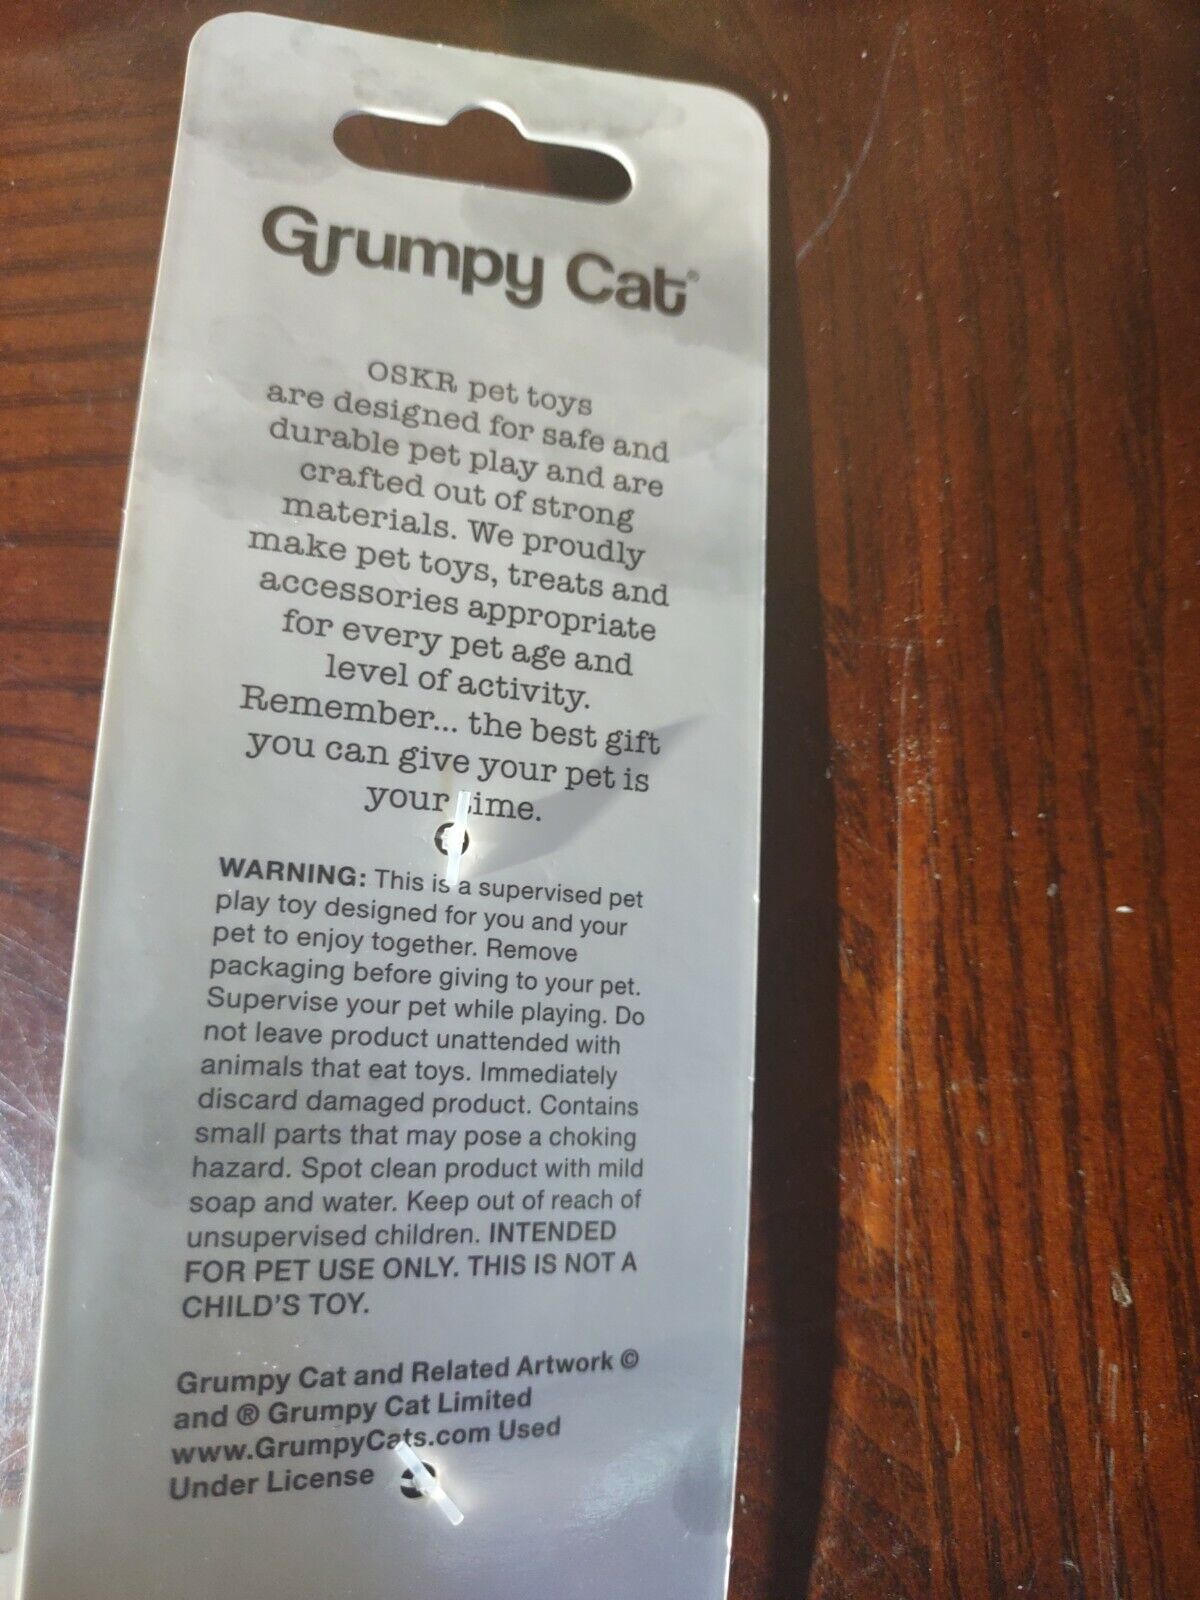 Grumpy Cat®
OSKR pet toys
are designed for safe and
durable pet play and are
crafted out of strong
materials. We proudly
make pet toys, treats and
accessories appropriate
for every pet age and
level of activity.
Remember... the best gift
you can give your pet is
your time.
WARNING: This is a supervised pet
play toy designed for you and your
pet to enjoy together. Remove
packaging before giving to your pet.
Supervise your pet while playing. Do
not leave product unattended with
animals that eat toys. Immediately
discard damaged product. Contains
small parts that may pose a choking
hazard. Spot clean product with mild
soap and water. Keep out of reach of
unsupervised children. INTENDED
FOR PET USE ONLY. THIS IS NOT A
CHILD'S TOY.
Grumpy Cat and Related Artwork ©
and ® Grumpy Cat Limited
www.GrumpyCats.com Used
Under License